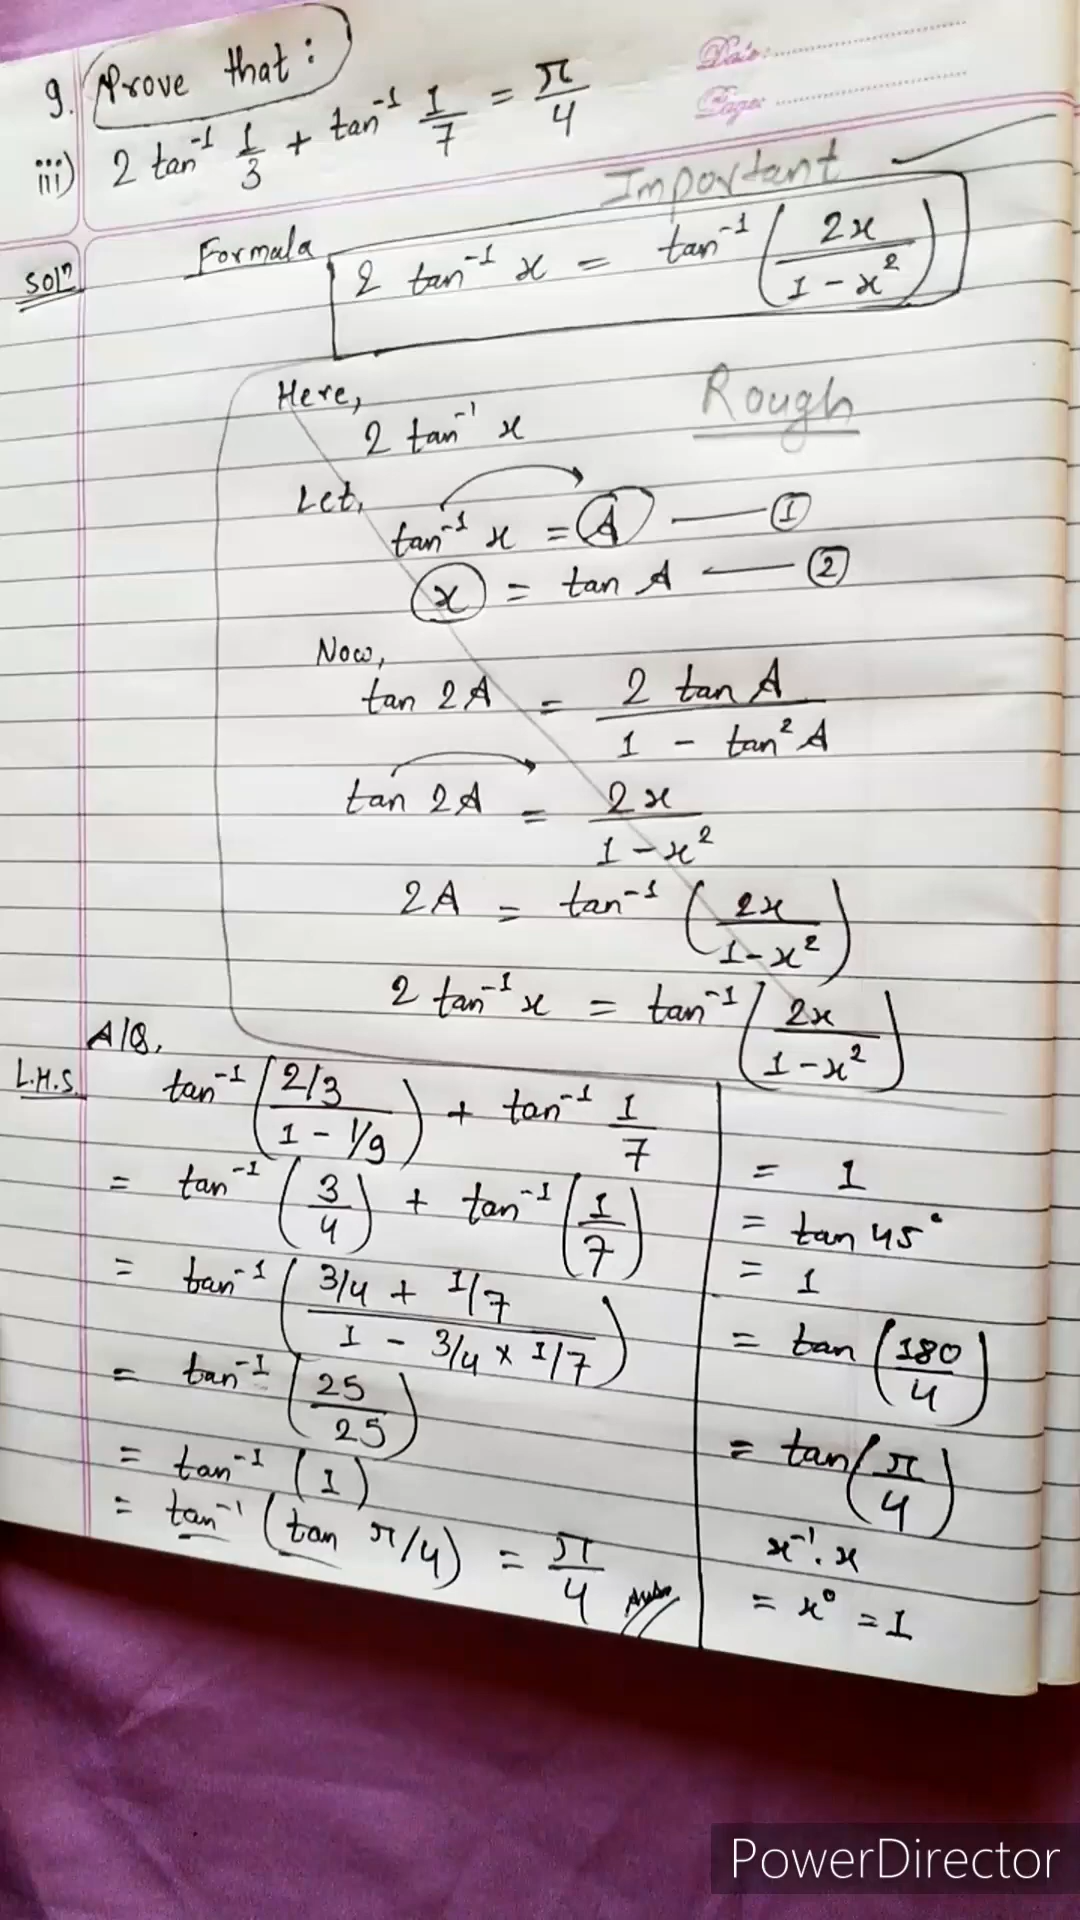 9. Prove that:
iii) 2 tan⁻¹ 1/3 + tan⁻¹ 1/7 = π/4
Date:
Page:
Important
Solⁿ
Formula
2 tan⁻¹ x = tan⁻¹ (2x / 1 - x²)
Here,
Rough
2 tan⁻¹ x
Let,
tan⁻¹ x = A —— ①
x = tan A —— ②
Now,
tan 2A = 2 tan A / 1 - tan² A
tan 2A = 2x / 1 - x²
2A = tan⁻¹ (2x / 1-x²)
2 tan⁻¹ x = tan⁻¹ (2x / 1-x²)
A/Q,
L.H.S. tan⁻¹ (2/3 / 1 - 1/9) + tan⁻¹ 1/7
= tan⁻¹ (3/4) + tan⁻¹ (1/7)
= tan⁻¹ (3/4 + 1/7 / 1 - 3/4 × 1/7)
= tan⁻¹ (25/25)
= tan⁻¹ (1)
= tan⁻¹ (tan π/4) = π/4 Ans
= 1
= tan 45°
= 1
= tan (180/4)
= tan (π/4)
x⁻¹. x
= x⁰ = 1
PowerDirector